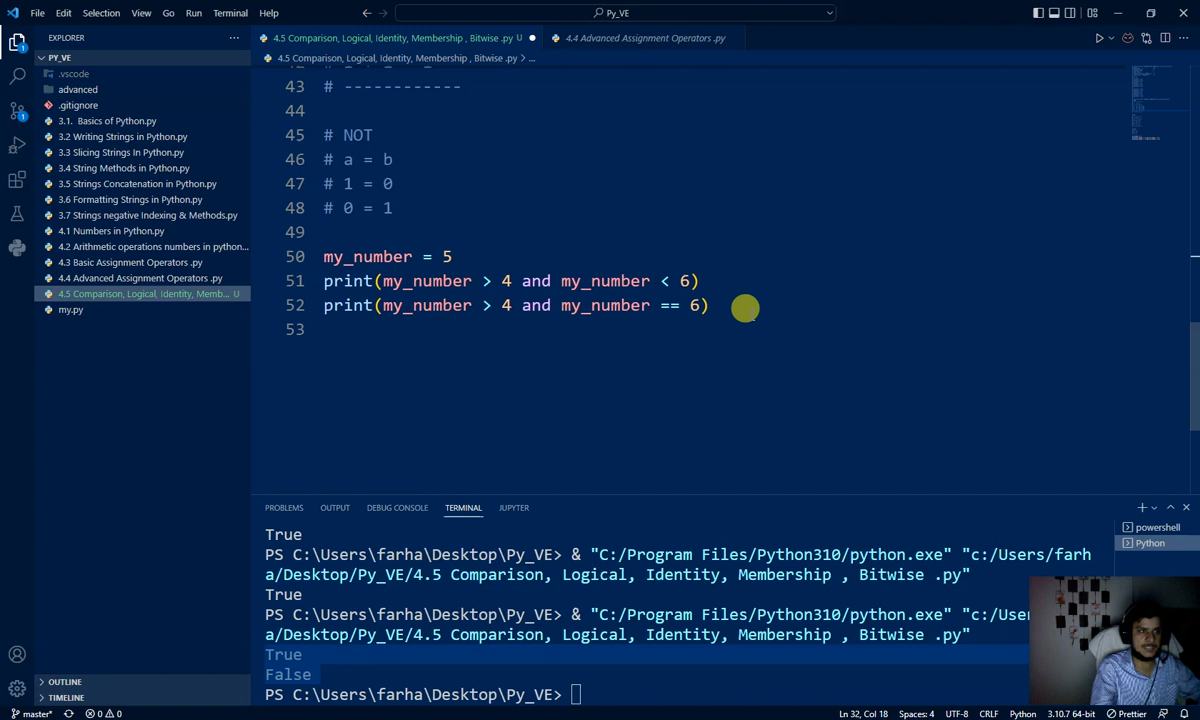 File Edit Selection View Go Run Terminal Help
Py_VE
EXPLORER
4.5 Comparison, Logical, Identity, Membership , Bitwise .py U
4.4 Advanced Assignment Operators .py
PY_VE
4.5 Comparison, Logical, Identity, Membership , Bitwise .py > ...
.vscode
advanced
.gitignore
3.1. Basics of Python.py
3.2 Writing Strings in Python.py
3.3 Slicing Strings In Python.py
3.4 String Methods in Python.py
3.5 Strings Concatenation in Python.py
3.6 Formatting Strings in Python.py
3.7 Strings negative Indexing & Methods.py
4.1 Numbers in Python.py
4.2 Arithmetic operations numbers in python...
4.3 Basic Assignment Operators .py
4.4 Advanced Assignment Operators .py
4.5 Comparison, Logical, Identity, Memb... U
my.py
43 # ------------
44
45 # NOT
46 # a = b
47 # 1 = 0
48 # 0 = 1
49
50 my_number = 5
51 print(my_number > 4 and my_number < 6)
52 print(my_number > 4 and my_number == 6)
53
PROBLEMS OUTPUT DEBUG CONSOLE TERMINAL JUPYTER
powershell
Python
True
PS C:\Users\farha\Desktop\Py_VE> & "C:/Program Files/Python310/python.exe" "c:/Users/farh
a/Desktop/Py_VE/4.5 Comparison, Logical, Identity, Membership , Bitwise .py"
True
PS C:\Users\farha\Desktop\Py_VE> & "C:/Program Files/Python310/python.exe" "c:/Users
a/Desktop/Py_VE/4.5 Comparison, Logical, Identity, Membership , Bitwise .py"
True
False
PS C:\Users\farha\Desktop\Py_VE>
OUTLINE
TIMELINE
master* 0 0 Ln 32, Col 18 Spaces: 4 UTF-8 CRLF Python 3.10.7 64-bit Prettier